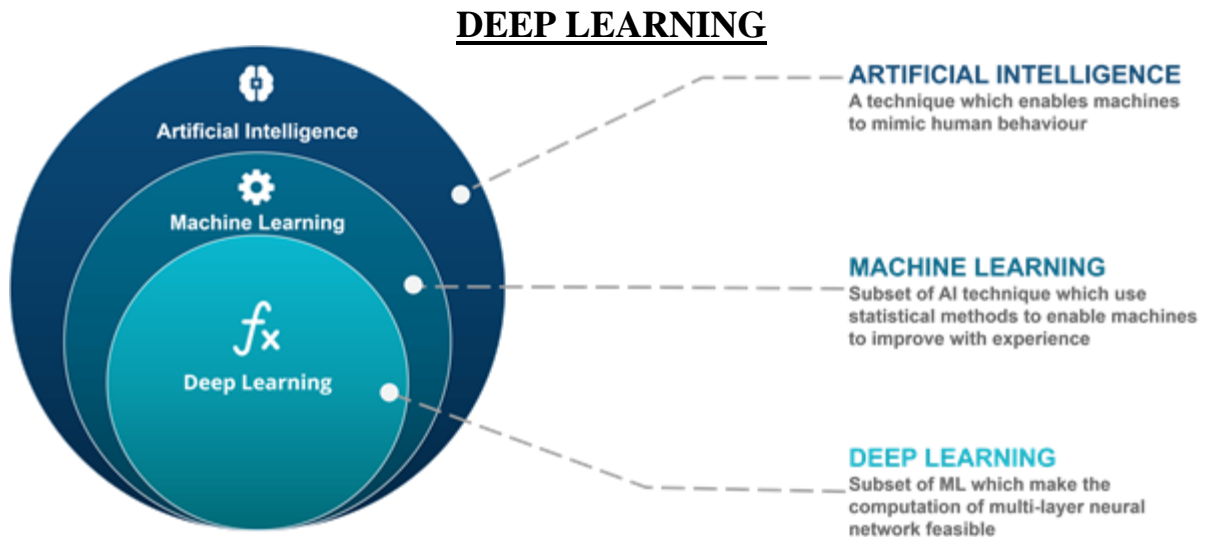 DEEP LEARNING
Artificial Intelligence
Machine Learning
fx
Deep Learning
ARTIFICIAL INTELLIGENCE
A technique which enables machines
to mimic human behaviour
MACHINE LEARNING
Subset of AI technique which use
statistical methods to enable machines
to improve with experience
DEEP LEARNING
Subset of ML which make the
computation of multi-layer neural
network feasible